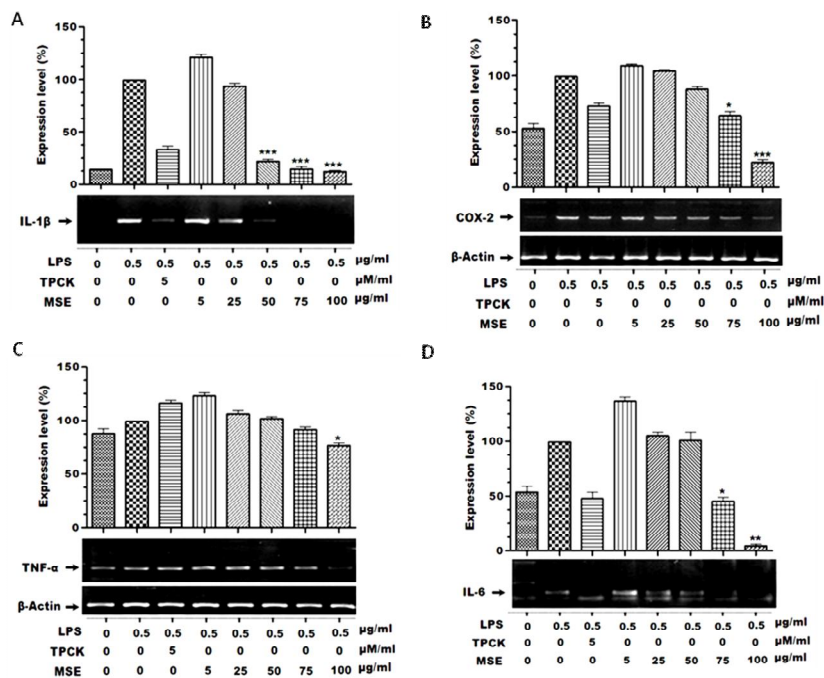 A
Expression level (%)
150
100
50
0
***
***
***
IL-1β
LPS 0 0.5 0.5 0.5 0.5 0.5 0.5 0.5 µg/ml
TPCK 0 0 5 µM/ml
MSE 0 0 0 5 25 50 75 100 µg/ml
B
Expression level (%)
150
100
50
0
*
***
COX-2
β-Actin
LPS 0 0.5 0.5 0.5 0.5 0.5 0.5 0.5 µg/ml
TPCK 0 0 5 0 0 0 0 0 µM/ml
MSE 0 0 0 5 25 50 75 100 µg/ml
C
Expression level (%)
150
100
50
0
*
TNF-α
β-Actin
LPS 0 0.5 0.5 0.5 0.5 0.5 0.5 0.5 µg/ml
TPCK 0 0 5 0 0 0 0 0 µM/ml
MSE 0 0 0 5 25 50 75 100 µg/ml
D
Expression level (%)
150
100
50
0
*
**
IL-6
LPS 0 0.5 0.5 0.5 0.5 0.5 0.5 0.5 µg/ml
TPCK 0 0 5 0 0 0 0 0 µM/ml
MSE 0 0 0 5 25 50 75 100 µg/ml